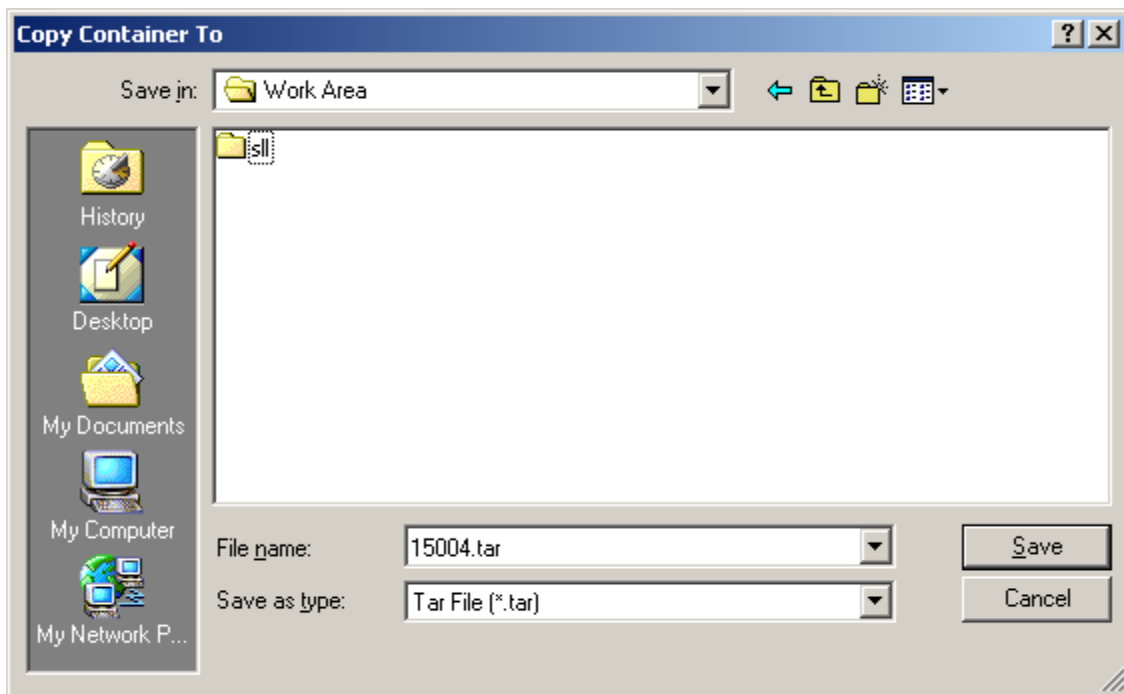 Copy Container To
Save in: Work Area
sll
History
Desktop
My Documents
My Computer
My Network P...
File name: 15004.tar Save
Save as type: Tar File (*.tar) Cancel